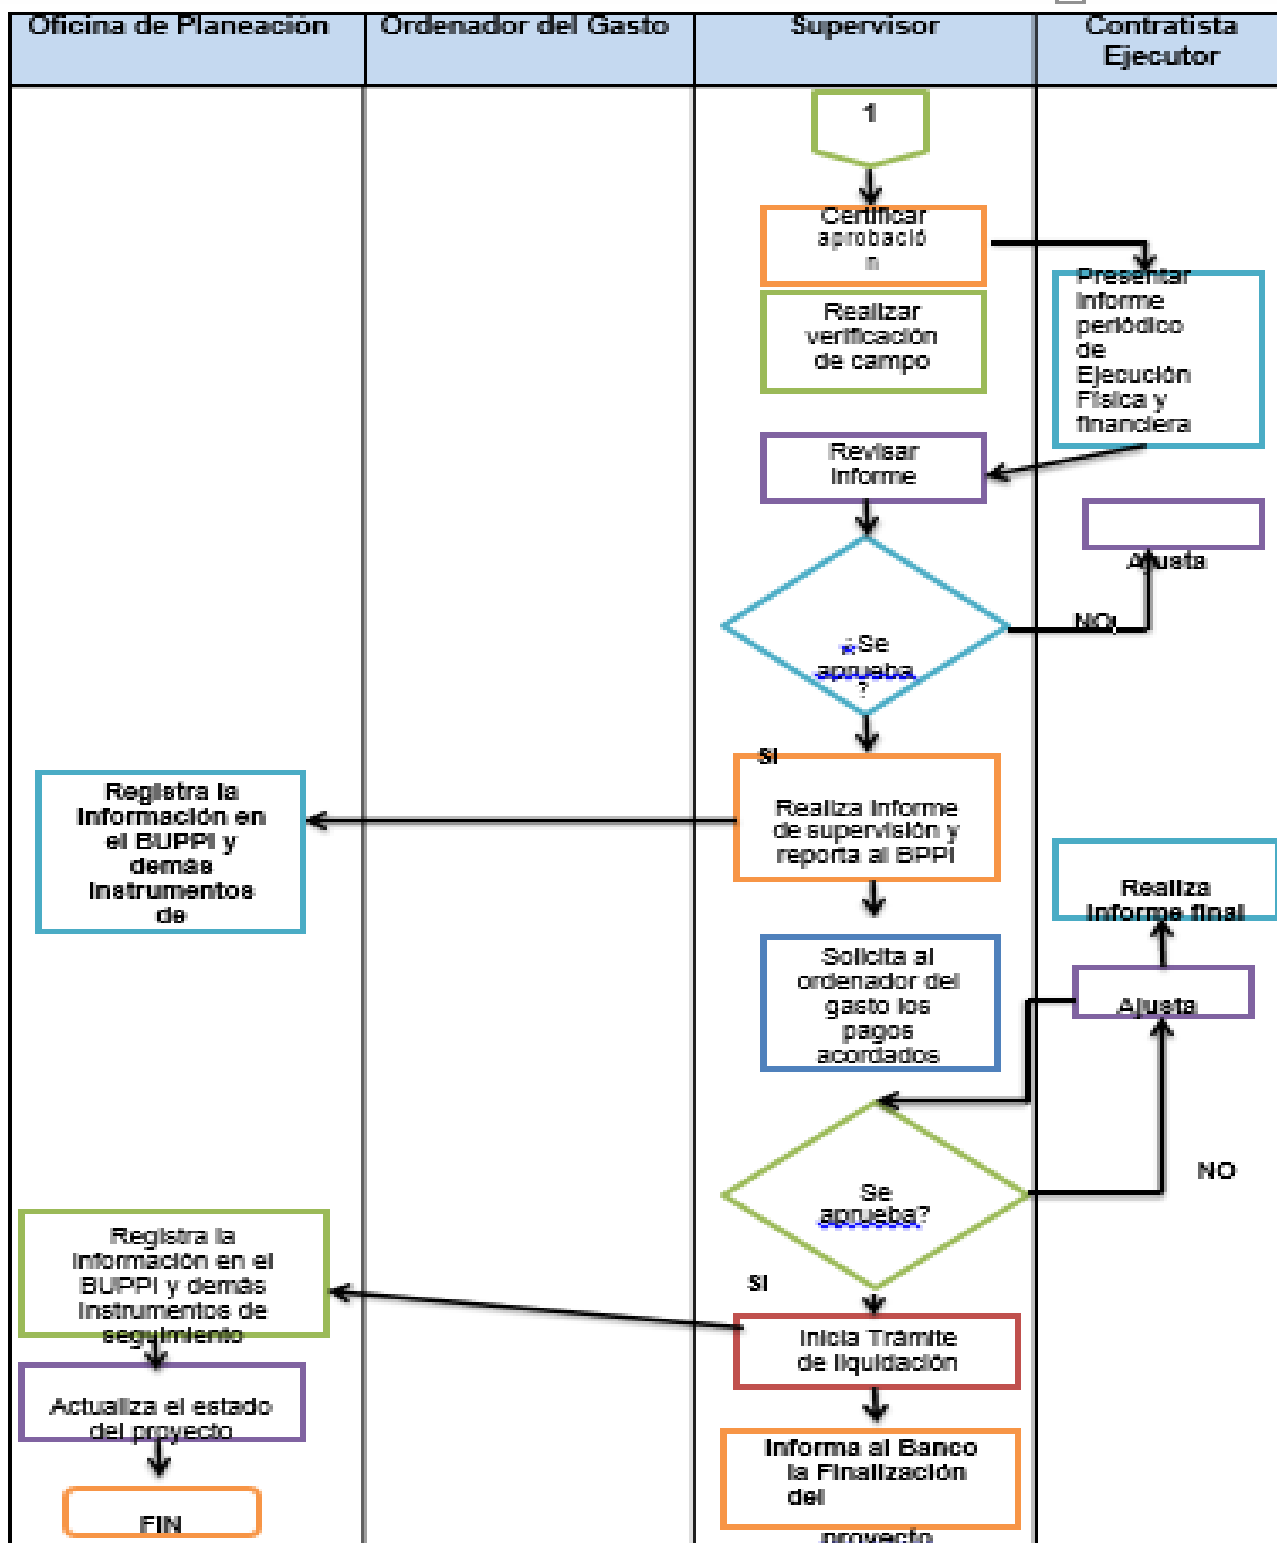 Oficina de Planeación
Ordenador del Gasto
Supervisor
Contratista
Ejecutor
1
Certificar
aprobació
n
Presentar
informe
periódico
de
Ejecución
Física y
financiera
Realizar
verificación
de campo
Revisar
informe
Ajusta
NO
¿Se
aprueba
?
SI
Realiza informe
de supervisión y
reporta al BPPI
Registra la
información en
el BUPPI y
demás
instrumentos
de
Realiza
informe final
Solicita al
ordenador del
gasto los
pagos
acordados
Ajusta
Se
aprueba?
NO
SI
Registra la
información en el
BUPPI y demás
instrumentos de
seguimiento
Inicia Trámite
de liquidación
Actualiza el estado
del proyecto
Informa al Banco
la Finalización
del
proyecto
FIN